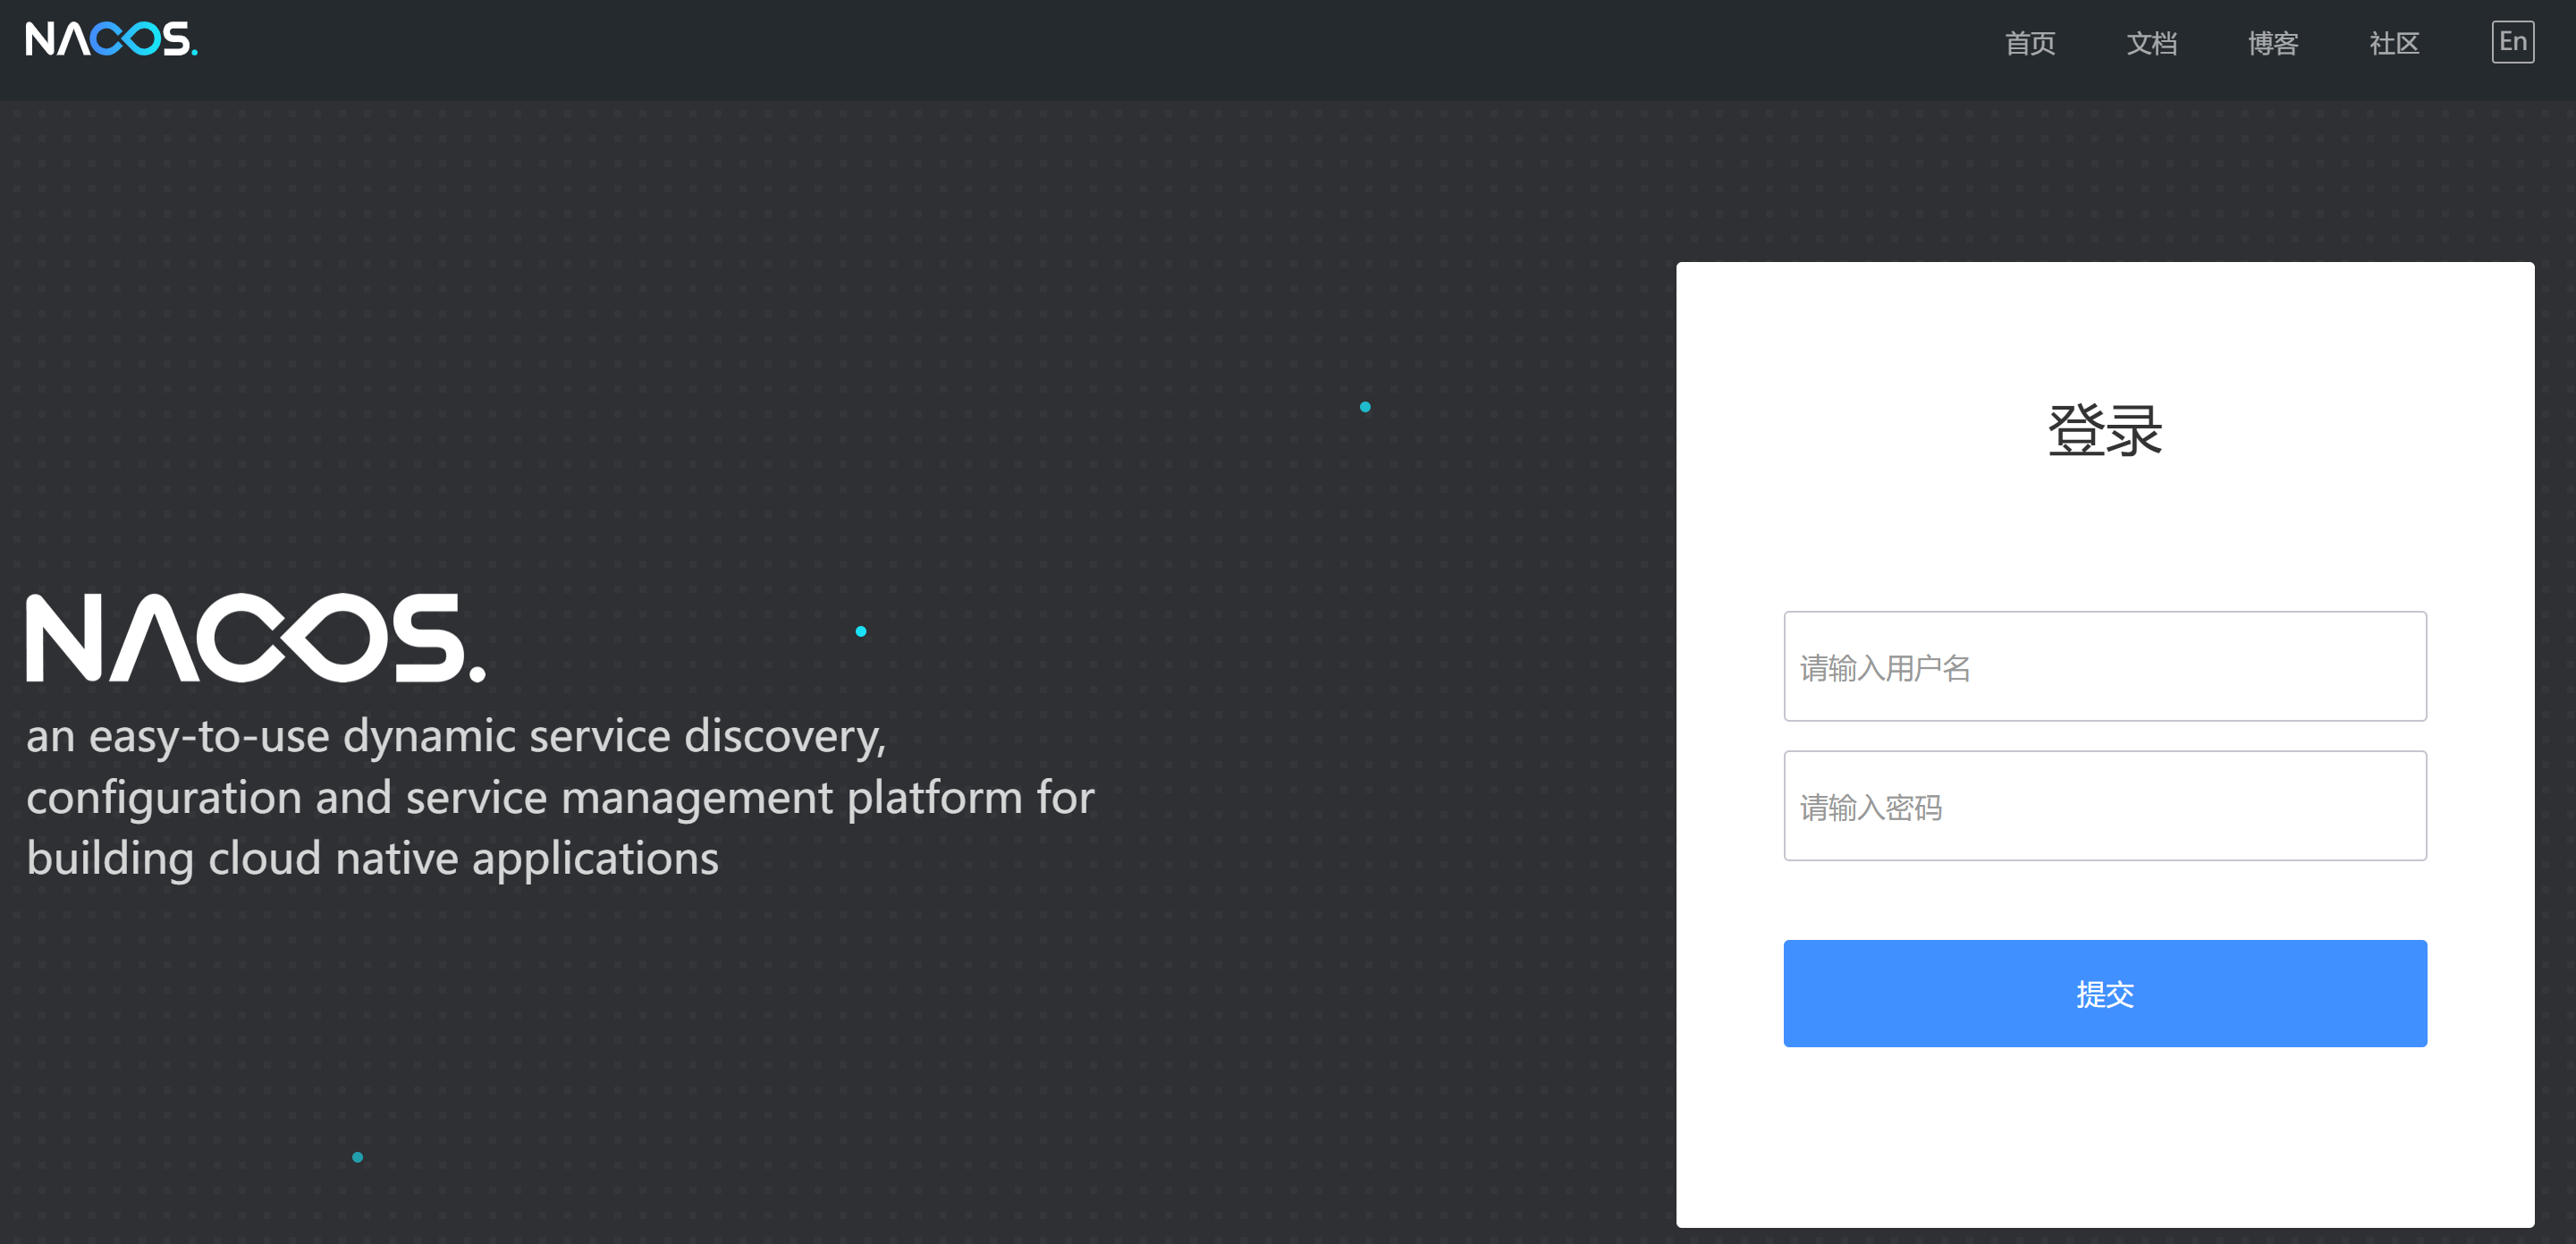 NACOS.
首页 文档 博客 社区 En
登录
NACOS.
an easy-to-use dynamic service discovery,
configuration and service management platform for
building cloud native applications
请输入用户名
请输入密码
提交